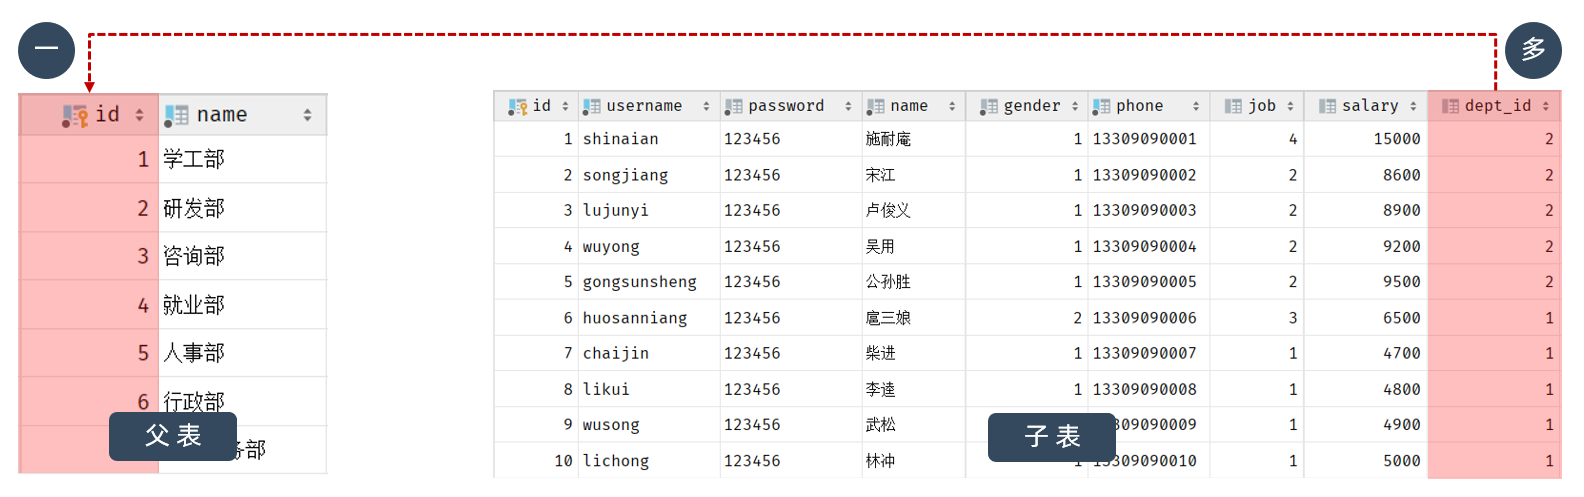 一
多
id name
1 学工部
2 研发部
3 咨询部
4 就业部
5 人事部
6 行政部
务部
父表
id username password name gender phone job salary dept_id
1 shinaian 123456 施耐庵 1 13309090001 4 15000 2
2 songjiang 123456 宋江 1 13309090002 2 8600 2
3 lujunyi 123456 卢俊义 1 13309090003 2 8900 2
4 wuyong 123456 吴用 1 13309090004 2 9200 2
5 gongsunsheng 123456 公孙胜 1 13309090005 2 9500 2
6 huosanniang 123456 扈三娘 2 13309090006 3 6500 1
7 chaijin 123456 柴进 1 13309090007 1 4700 1
8 likui 123456 李逵 1 13309090008 1 4800 1
9 wusong 123456 武松 3309090009 1 4900 1
10 lichong 123456 林冲 1 13309090010 1 5000 1
子表